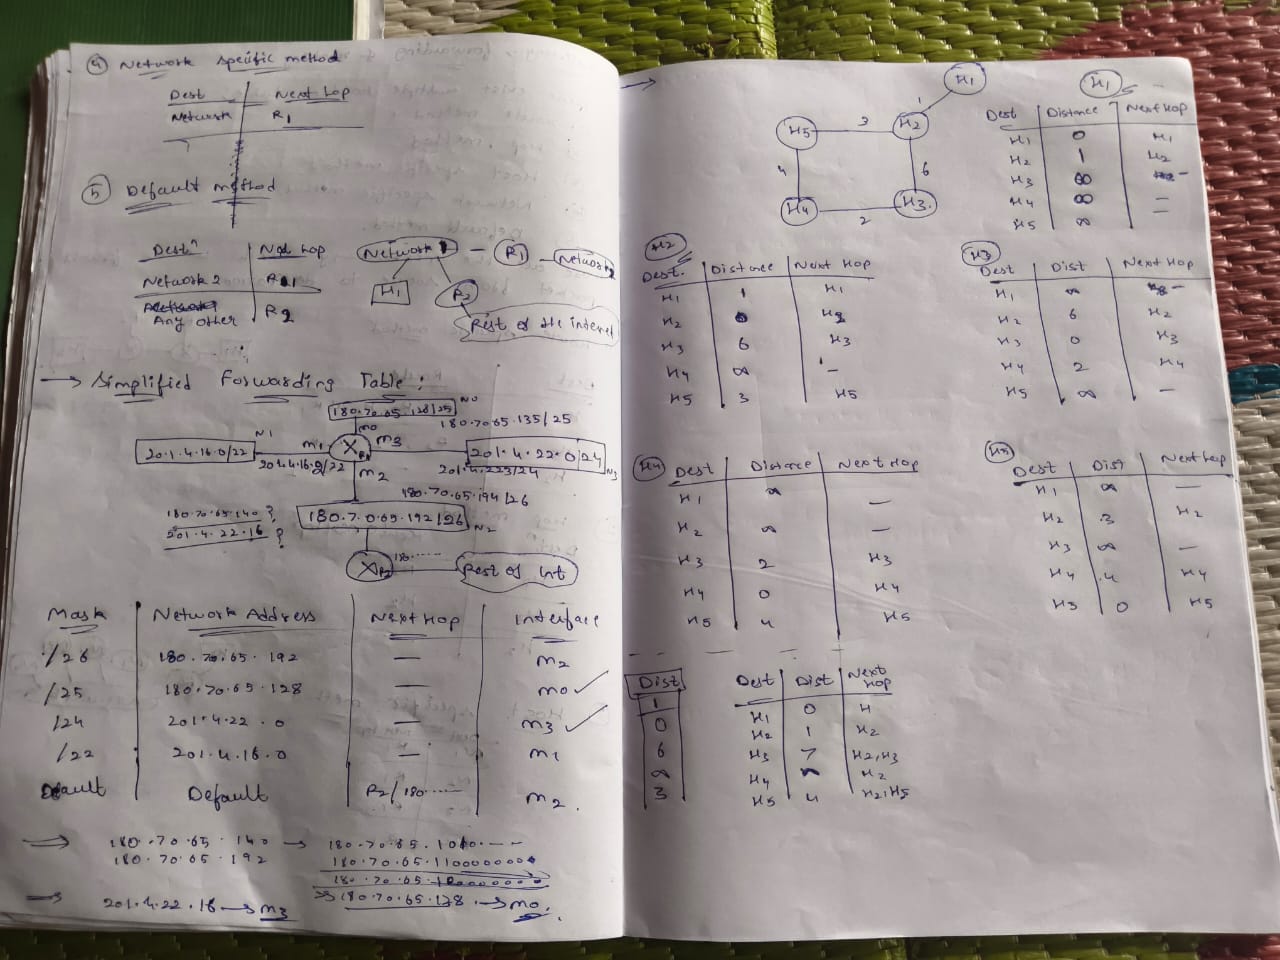 ④ Network specific method
Dest Next hop
Network R1
⑤ Default method
Destn Next hop
Network 2 R1
Any other R2
Network 1 - R1 - Network 2
H1 R2
Rest of the internet
→ Simplified Forwarding Table:
180.70.65.128/25 N0
m0 180.70.65.135/25
N1 m1 R1 m3
20.1.4.16.0/22 201.4.22.0/24
201.4.16.2/22 201.4.223/24 N3
m2
180.70.65.194/26
180.70.65.140? 180.7.0.65.192/26 N2
201.4.22.16?
R2 180...... Rest of Int
Mask Network Address Next Hop Interface
/26 180.70.65.192 — m2
/25 180.70.65.128 — m0 ✓
/24 201.4.22.0 — m3 ✓
/22 201.4.16.0 — m1
Default Default R2/180...... m2.
⇒ 180.70.65.140 → 180.70.65.1010....
180.70.65.192 180.70.65.11000000
180.70.65.10000000
⇒ 180.70.65.128 → m0.
⇒ 201.4.22.16 → m3
→ H1
1
H5 3 H2
4 6
H4 2 H3
H1
Dest Distance Next Hop
H1 0 H1
H2 1 H2
H3 ∞ -
H4 ∞ —
H5 ∞ —
H2
Dest. Distance Next Hop
H1 1 H1
H2 0 H2
H3 6 H3
H4 ∞ -
H5 3 H5
H3
Dest Dist Next Hop
H1 ∞ -
H2 6 H2
H3 0 H3
H4 2 H4
H5 ∞ —
H4 Dest Distance Next Hop
H1 ∞ —
H2 ∞ —
H3 2 H3
H4 0 H4
H5 4 H5
H5 Dest Dist Next hop
H1 ∞ —
H2 3 H2
H3 ∞ —
H4 4 H4
H5 0 H5
Dist
1
0
6
∞
3
Dest Dist Next Hop
H1 0 H
H2 1 H2
H3 7 H2,H3
H4 ∞ H2
H5 4 H2,H5